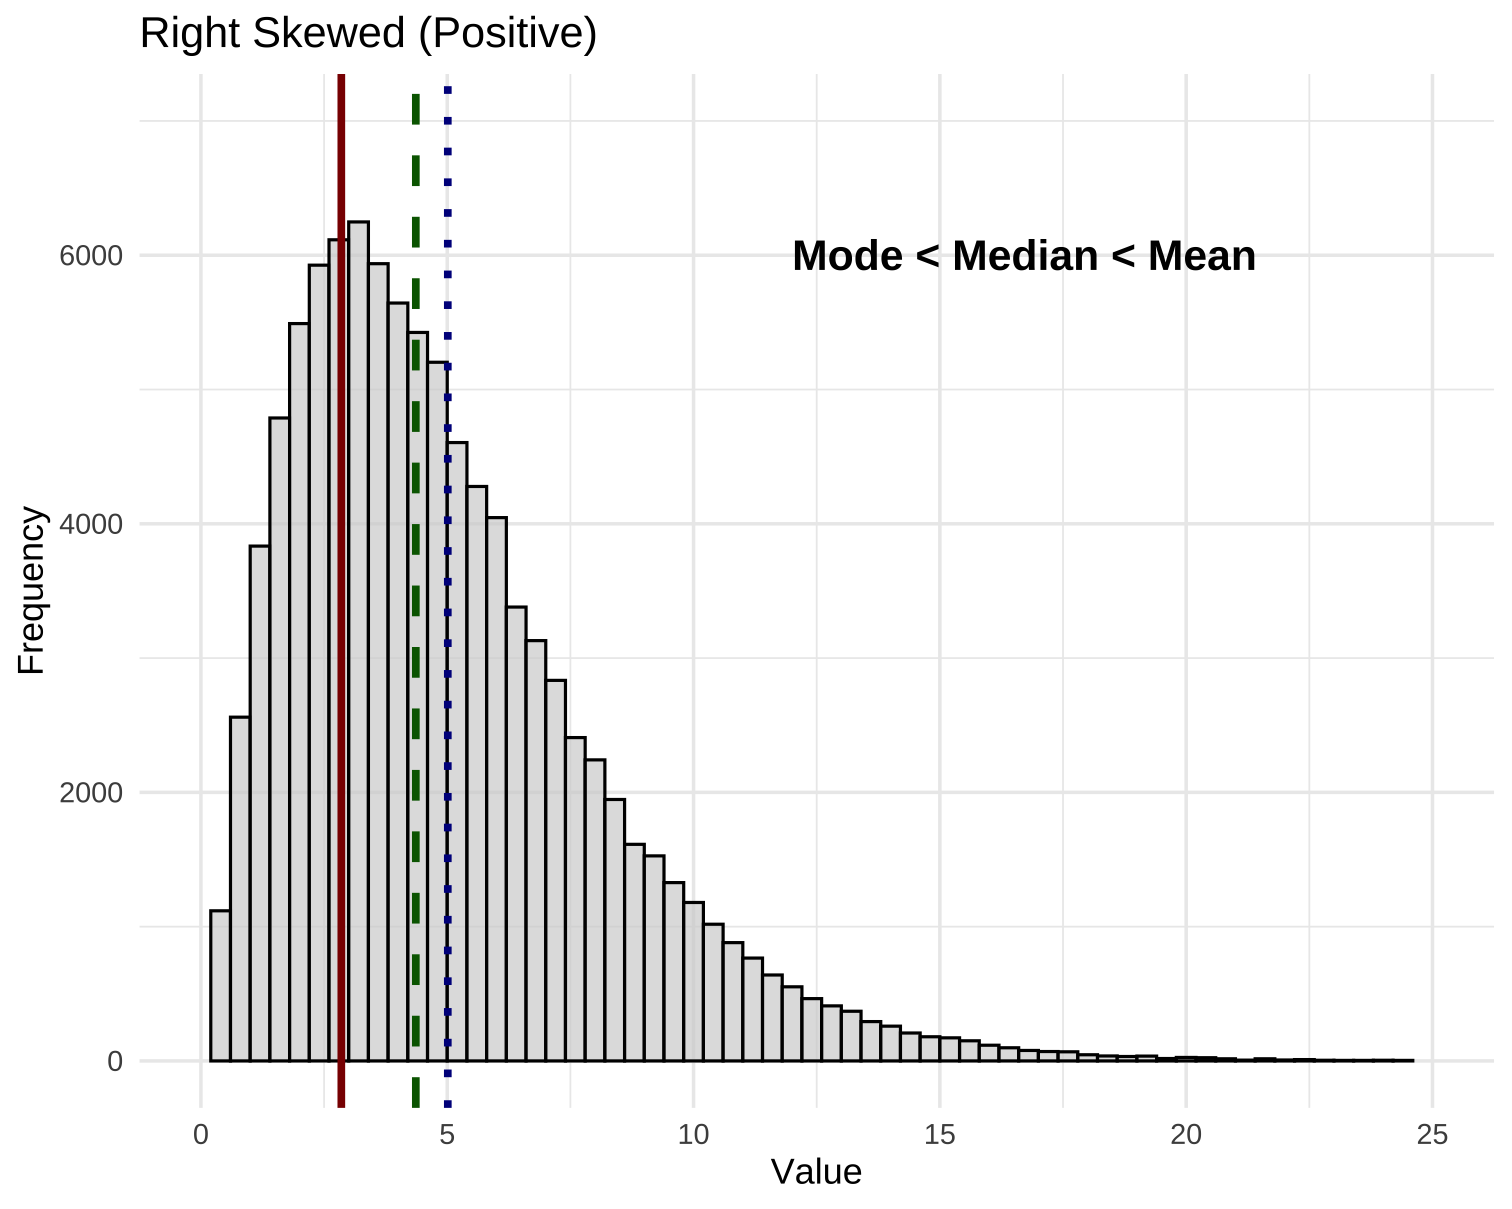 Right Skewed (Positive)
Mode < Median < Mean
Frequency
6000
4000
2000
0
0 5 10 15 20 25
Value